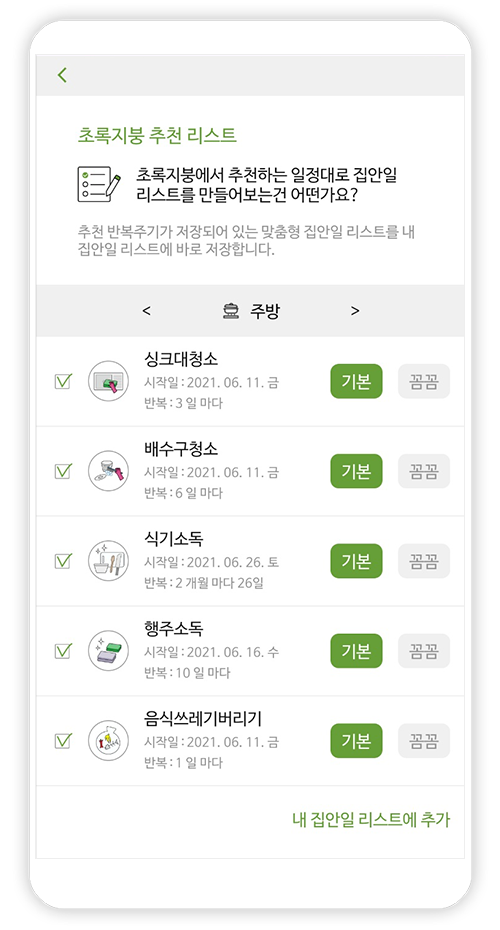 <
초록지붕 추천 리스트
초록지붕에서 추천하는 일정대로 집안일
리스트를 만들어보는건 어떤가요?
추천 반복주기가 저장되어 있는 맞춤형 집안일 리스트를 내
집안일 리스트에 바로 저장합니다.
< 주방 >
싱크대청소
시작일 : 2021. 06. 11. 금
반복 : 3 일 마다
기본 꼼꼼
배수구청소
시작일 : 2021. 06. 11. 금
반복 : 6 일 마다
기본 꼼꼼
식기소독
시작일 : 2021. 06. 26. 토
반복 : 2 개월 마다 26일
기본 꼼꼼
행주소독
시작일 : 2021. 06. 16. 수
반복 : 10 일 마다
기본 꼼꼼
음식쓰레기버리기
시작일 : 2021. 06. 11. 금
반복 : 1 일 마다
기본 꼼꼼
내 집안일 리스트에 추가